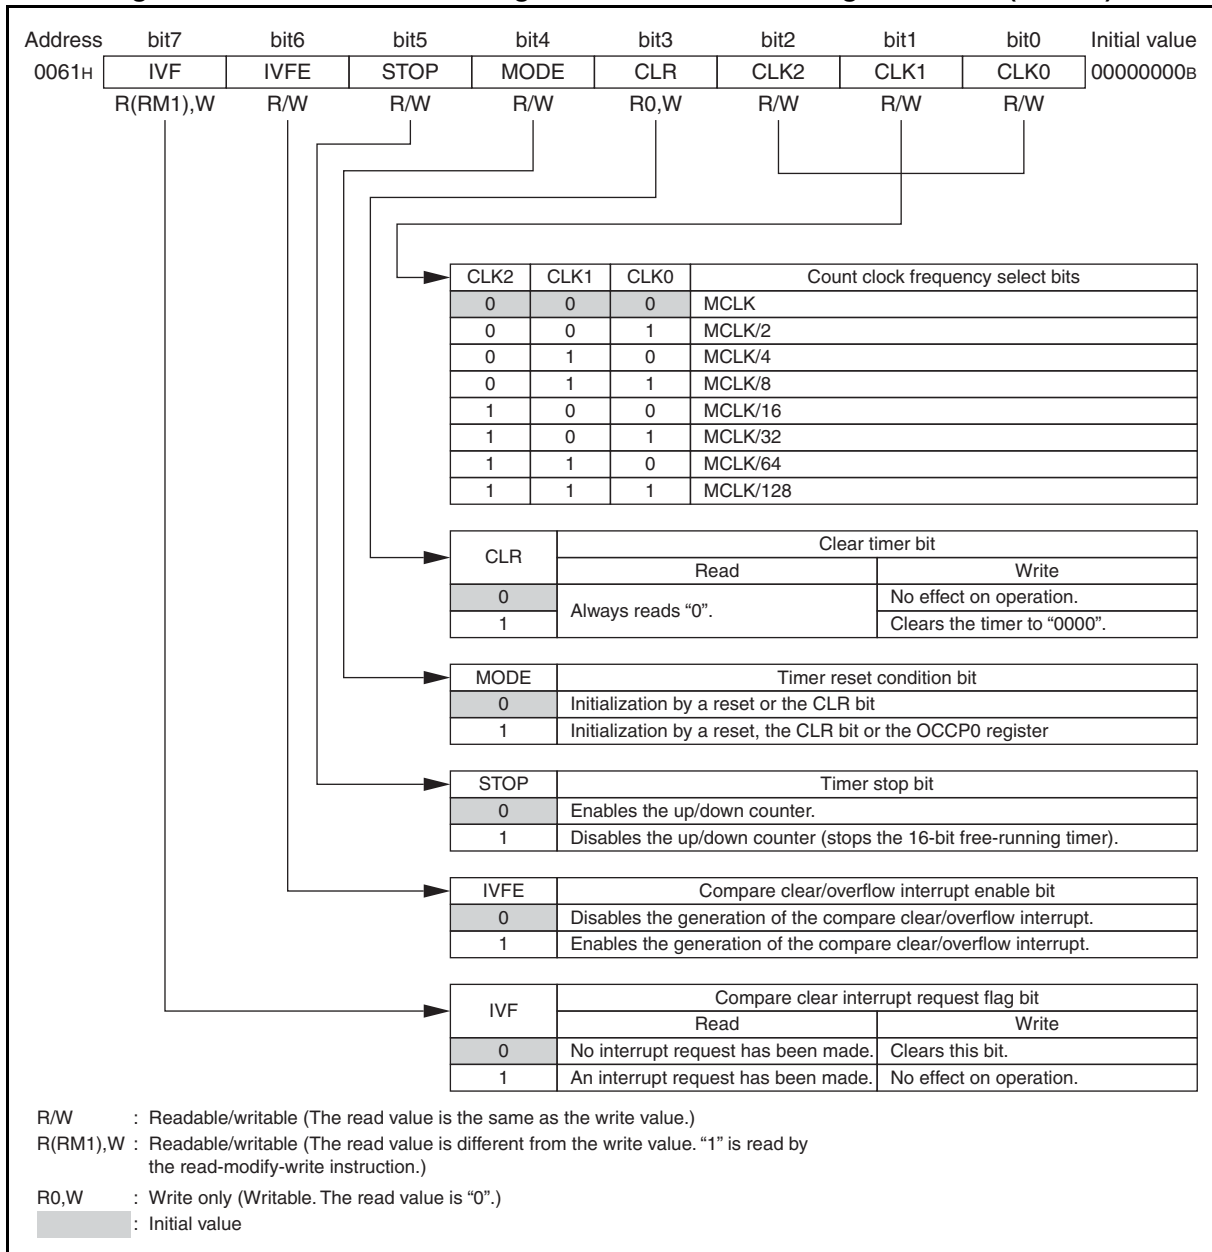 Address bit7 bit6 bit5 bit4 bit3 bit2 bit1 bit0 Initial value
0061H IVF IVFE STOP MODE CLR CLK2 CLK1 CLK0 00000000B
R(RM1),W R/W R/W R/W R0,W R/W R/W R/W
CLK2 CLK1 CLK0 Count clock frequency select bits
0 0 0 MCLK
0 0 1 MCLK/2
0 1 0 MCLK/4
0 1 1 MCLK/8
1 0 0 MCLK/16
1 0 1 MCLK/32
1 1 0 MCLK/64
1 1 1 MCLK/128
CLR Clear timer bit
Read Write
0 Always reads “0”. No effect on operation.
1 Clears the timer to “0000”.
MODE Timer reset condition bit
0 Initialization by a reset or the CLR bit
1 Initialization by a reset, the CLR bit or the OCCP0 register
STOP Timer stop bit
0 Enables the up/down counter.
1 Disables the up/down counter (stops the 16-bit free-running timer).
IVFE Compare clear/overflow interrupt enable bit
0 Disables the generation of the compare clear/overflow interrupt.
1 Enables the generation of the compare clear/overflow interrupt.
IVF Compare clear interrupt request flag bit
Read Write
0 No interrupt request has been made. Clears this bit.
1 An interrupt request has been made. No effect on operation.
R/W : Readable/writable (The read value is the same as the write value.)
R(RM1),W : Readable/writable (The read value is different from the write value. “1” is read by
the read-modify-write instruction.)
R0,W : Write only (Writable. The read value is “0”.)
: Initial value